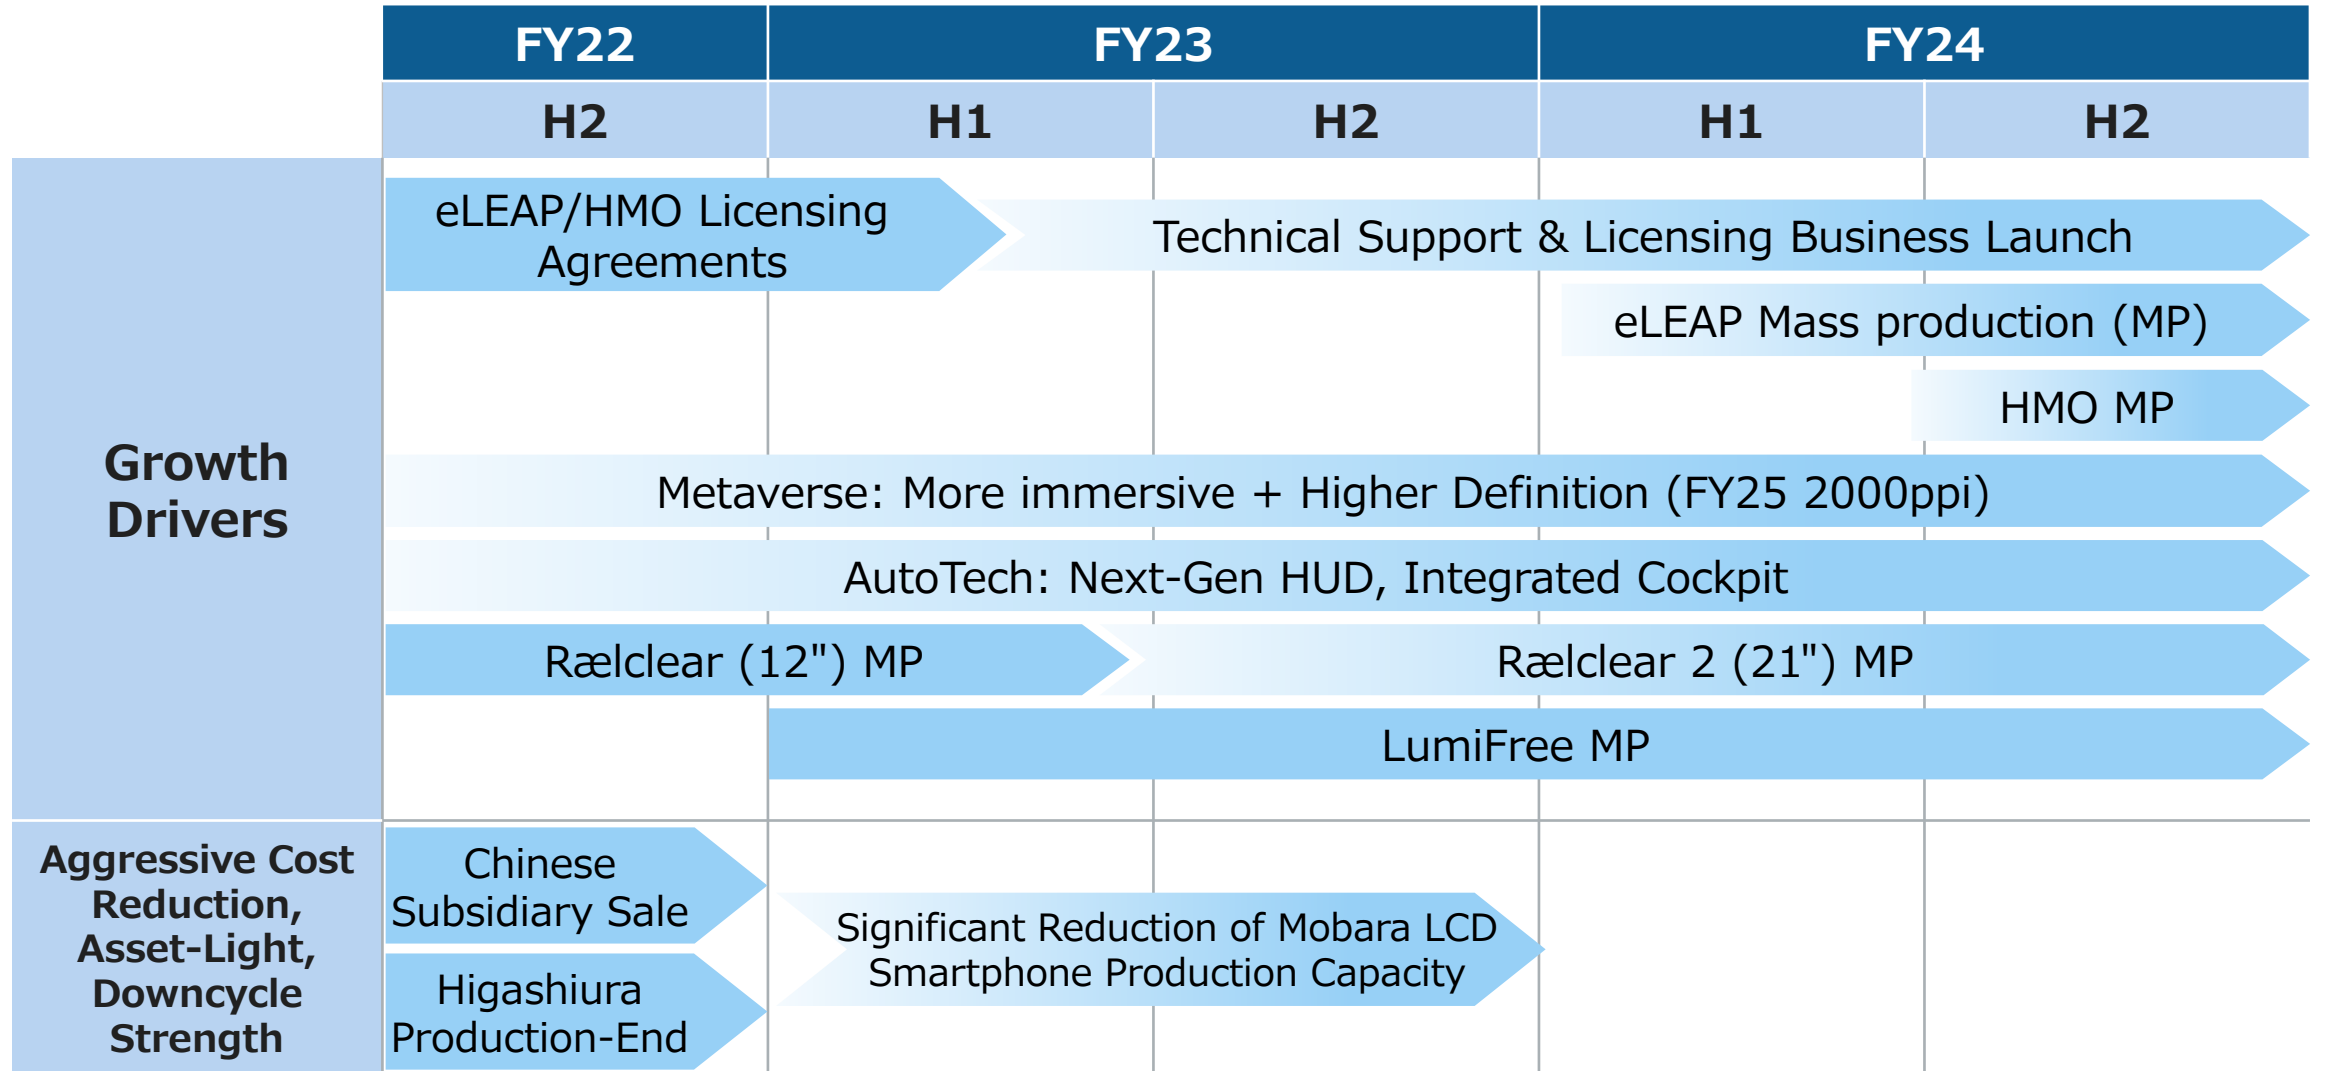 FY22 FY23 FY24
H2 H1 H2 H1 H2
Growth
Drivers
eLEAP/HMO Licensing
Agreements
Technical Support & Licensing Business Launch
eLEAP Mass production (MP)
HMO MP
Metaverse: More immersive + Higher Definition (FY25 2000ppi)
AutoTech: Next-Gen HUD, Integrated Cockpit
Rælclear (12") MP
Rælclear 2 (21") MP
LumiFree MP
Aggressive Cost
Reduction,
Asset-Light,
Downcycle
Strength
Chinese
Subsidiary Sale
Higashiura
Production-End
Significant Reduction of Mobara LCD
Smartphone Production Capacity